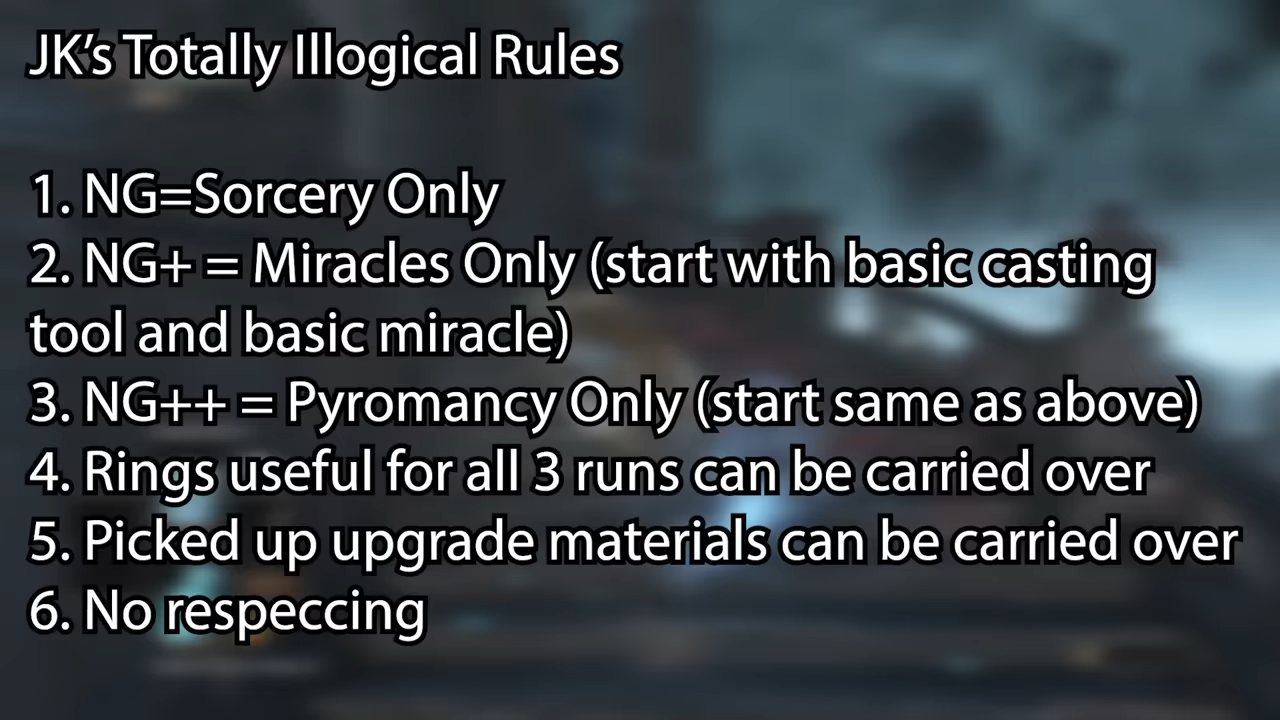 JK's Totally Illogical Rules
1. NG=Sorcery Only
2. NG+ = Miracles Only (start with basic casting
tool and basic miracle)
3. NG++ = Pyromancy Only (start same as above)
4. Rings useful for all 3 runs can be carried over
5. Picked up upgrade materials can be carried over
6. No respeccing